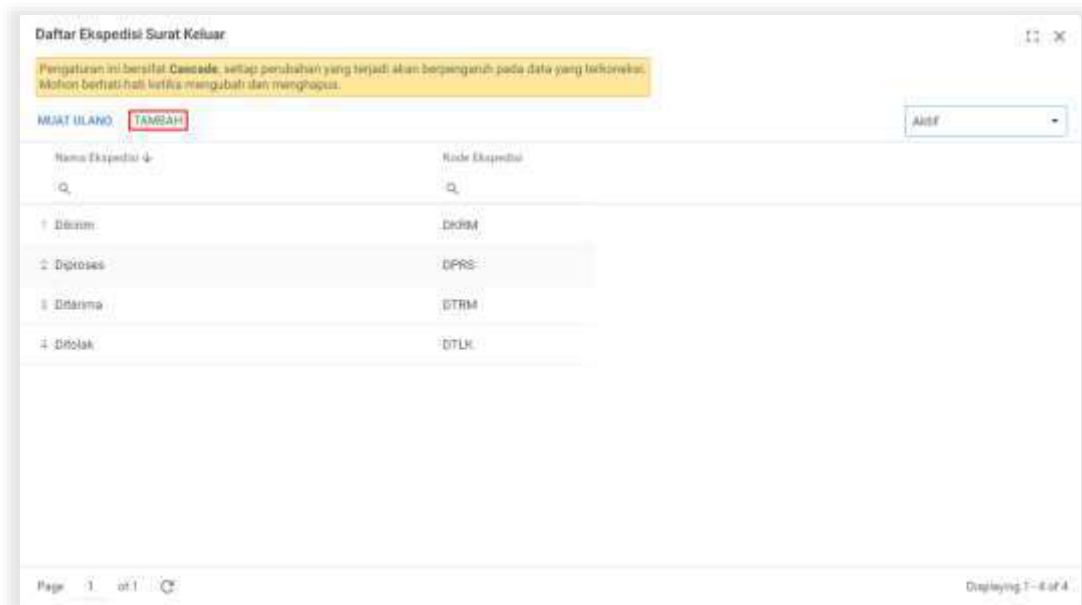 Daftar Ekspedisi Surat Keluar
Pengaturan ini bersifat Cascade, setiap perubahan yang terjadi akan berpengaruh pada data yang terkoneksi.
Mohon berhati-hati ketika mengubah dan menghapus.
MUAT ULANG TAMBAH Aktif
Nama Ekspedisi Kode Ekspedisi
1 Dikirim DKRM
2 Diproses DPRS
3 Diterima DTRM
4 Ditolak DTLK
Page 1 of 1 Displaying 1 - 4 of 4